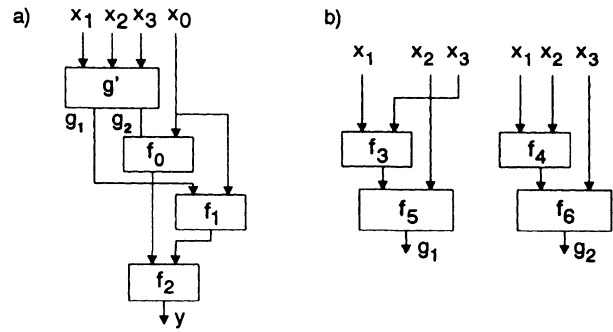 a)
x₁ x₂ x₃ x₀
g'
g₁ g₂
f₀
f₁
f₂
y
b)
x₁ x₂ x₃
f₃
f₅
g₁
x₁ x₂ x₃
f₄
f₆
g₂